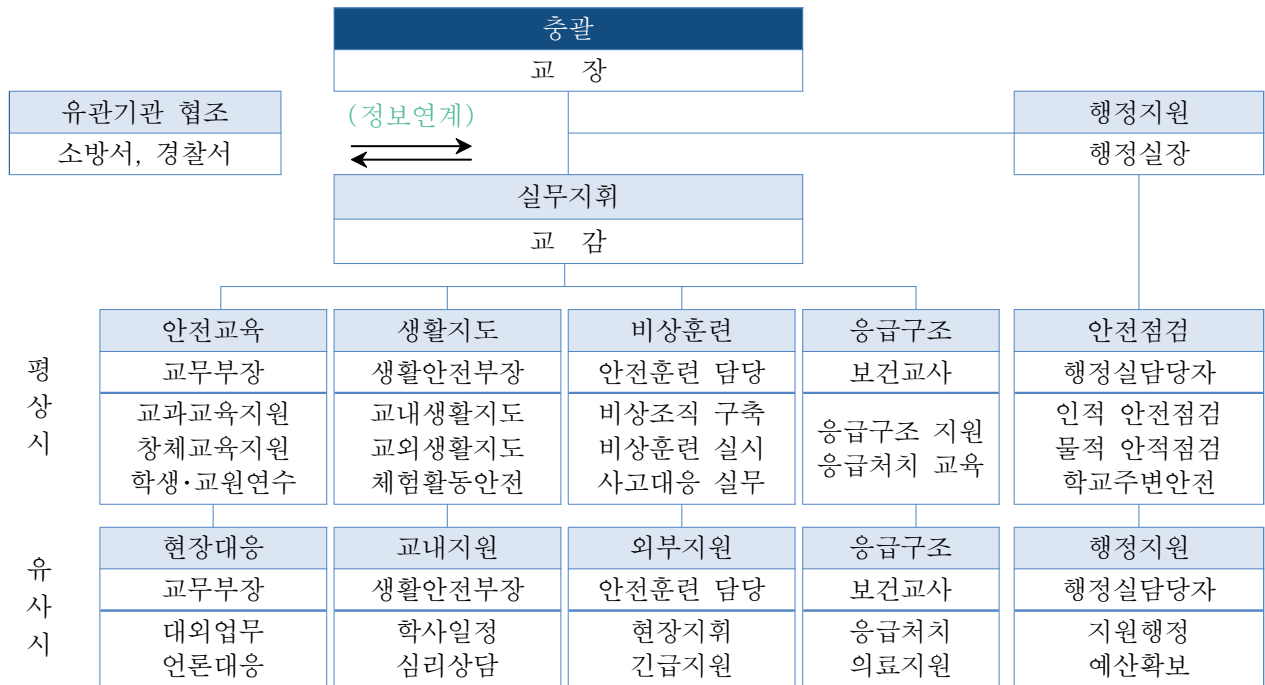 총괄
교 장
유관기관 협조
소방서, 경찰서
(정보연계)
행정지원
행정실장
실무지휘
교 감
평상시
안전교육
교무부장
교과교육지원
창체교육지원
학생·교원연수
생활지도
생활안전부장
교내생활지도
교외생활지도
체험활동안전
비상훈련
안전훈련 담당
비상조직 구축
비상훈련 실시
사고대응 실무
응급구조
보건교사
응급구조 지원
응급처치 교육
안전점검
행정실담당자
인적 안전점검
물적 안적점검
학교주변안전
유사시
현장대응
교무부장
대외업무
언론대응
교내지원
생활안전부장
학사일정
심리상담
외부지원
안전훈련 담당
현장지휘
긴급지원
응급구조
보건교사
응급처치
의료지원
행정지원
행정실담당자
지원행정
예산확보